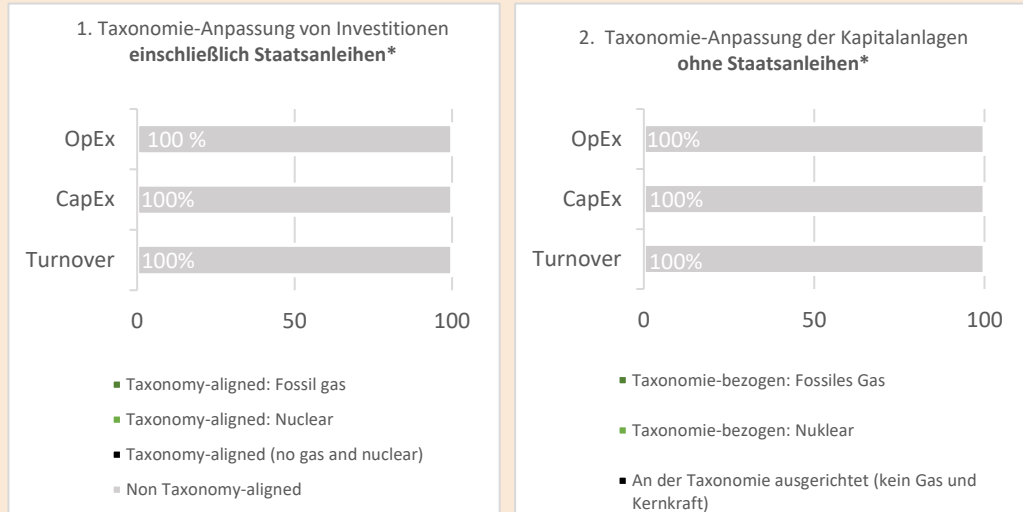 1. Taxonomie-Anpassung von Investitionen
einschließlich Staatsanleihen*
OpEx
100 %
CapEx
100%
Turnover
100%
0
50
100
Taxonomy-aligned: Fossil gas
Taxonomy-aligned: Nuclear
Taxonomy-aligned (no gas and nuclear)
Non Taxonomy-aligned
2. Taxonomie-Anpassung der Kapitalanlagen
ohne Staatsanleihen*
OpEx
100%
CapEx
100%
Turnover
100%
0
50
100
Taxonomie-bezogen: Fossiles Gas
Taxonomie-bezogen: Nuklear
An der Taxonomie ausgerichtet (kein Gas und
Kernkraft)